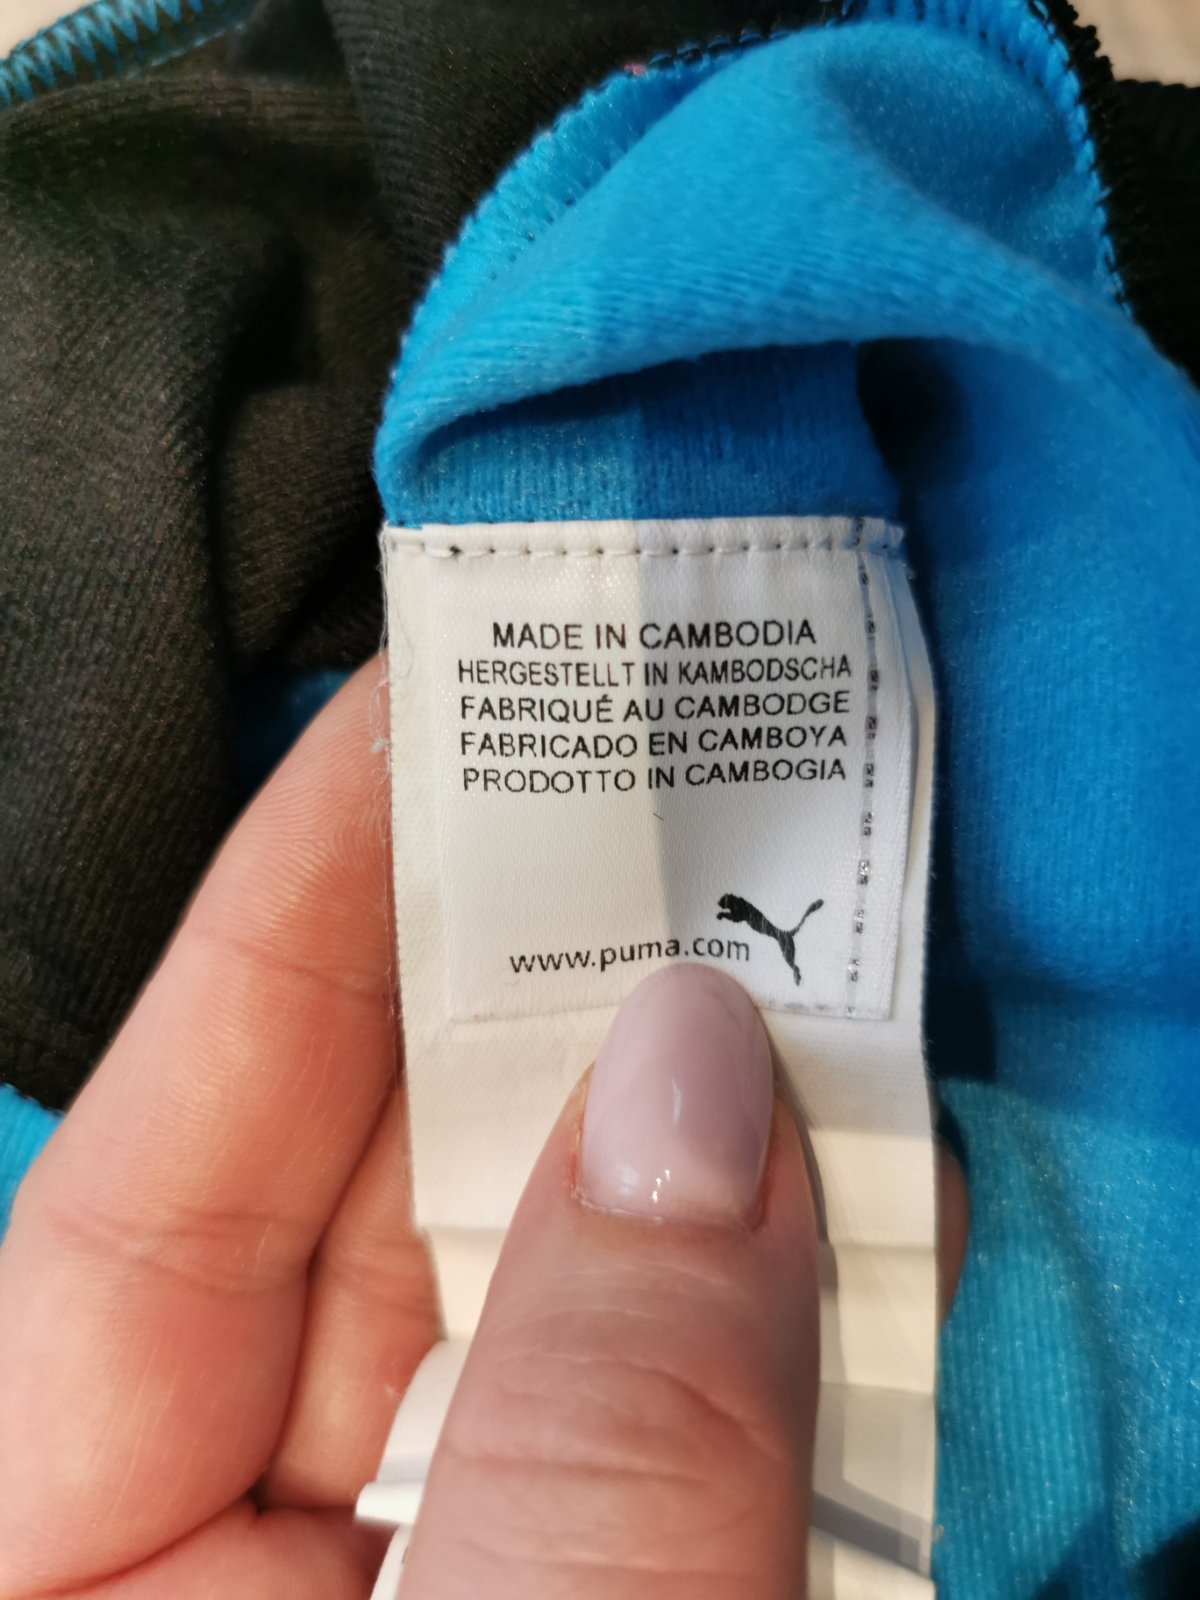 MADE IN CAMBODIA
HERGESTELLT IN KAMBODSCHA
FABRIQUÉ AU CAMBODGE
FABRICADO EN CAMBOYA
PRODOTTO IN CAMBOGIA
www.puma.com